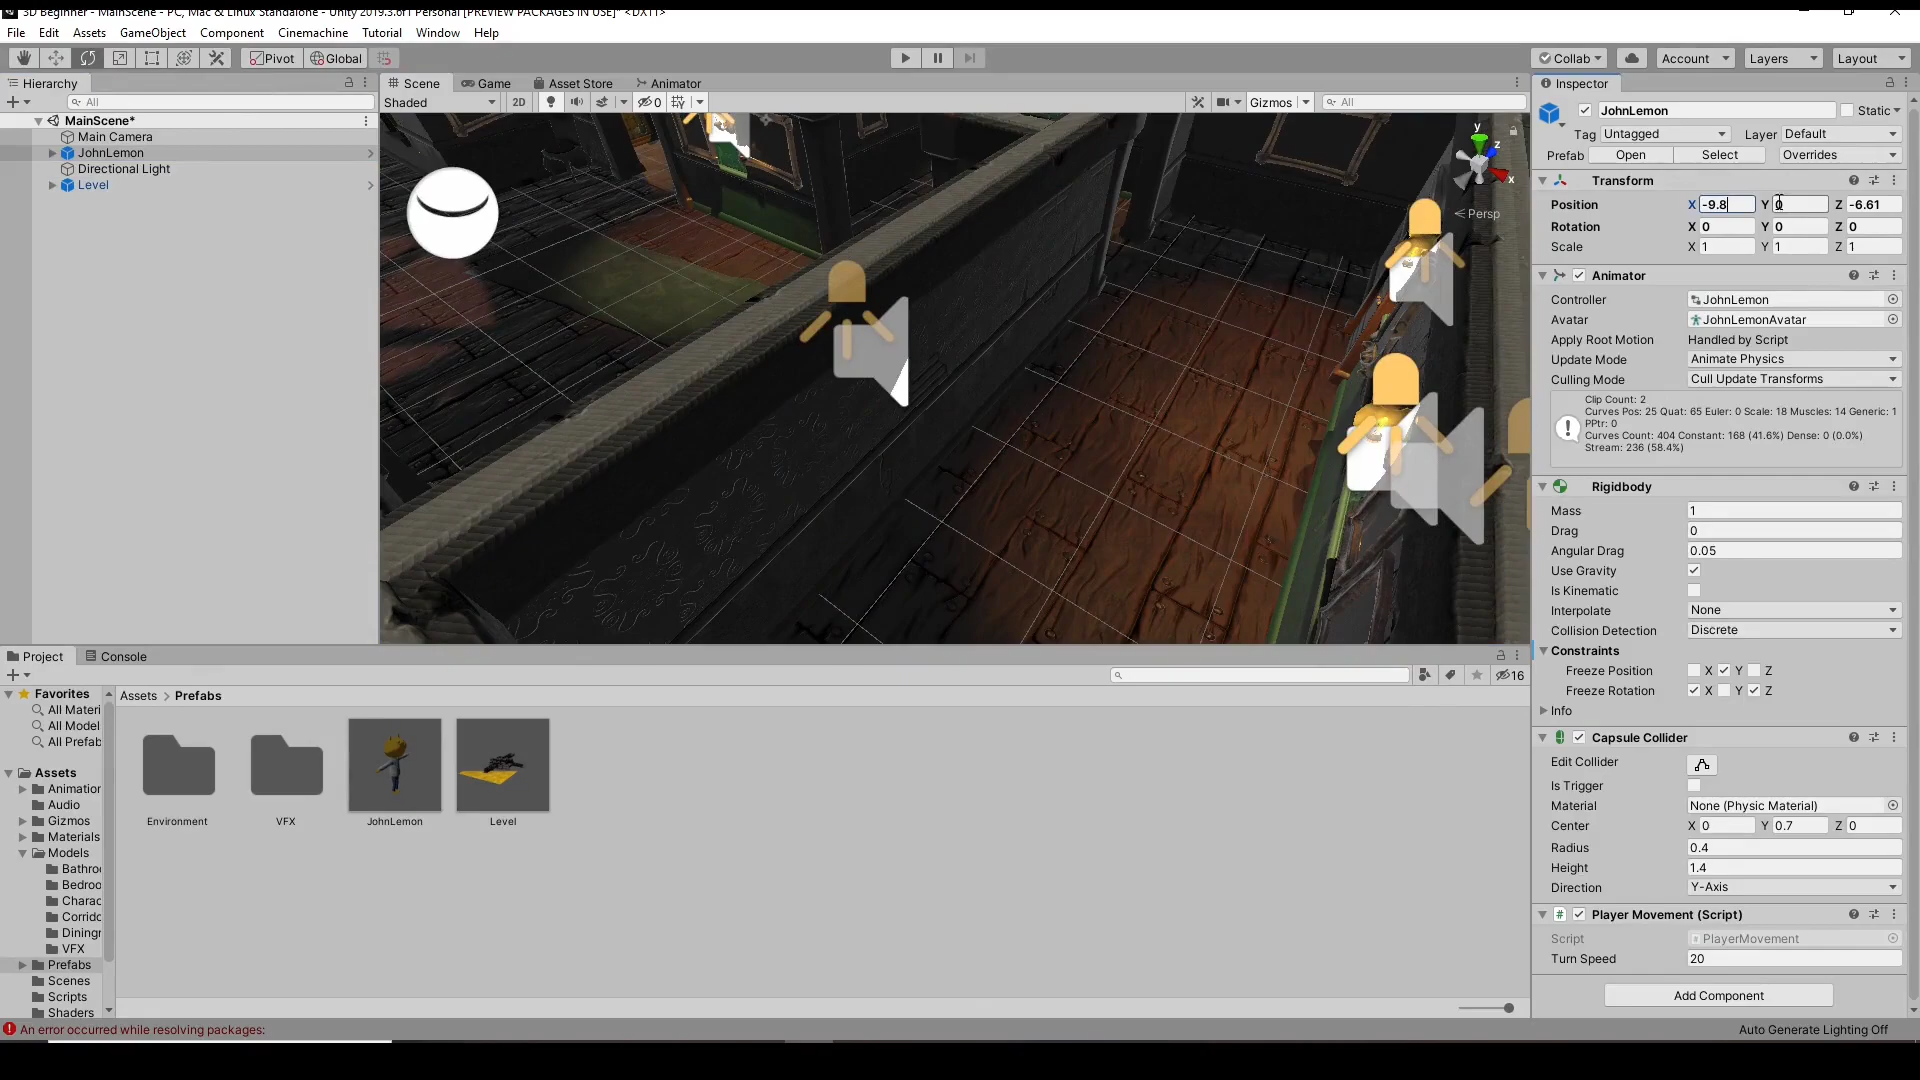 3D Beginner - MainScene - PC, Mac & Linux Standalone - Unity 2019.3.6f1 Personal [PREVIEW PACKAGES IN USE]* <DX11>
File Edit Assets GameObject Component Cinemachine Tutorial Window Help
Pivot Global Collab Account Layers Layout
Hierarchy
All
MainScene*
Main Camera
JohnLemon
Directional Light
Level
Scene Game Asset Store Animator
Shaded 2D 0 Gizmos All
y
z
x
Persp
Inspector
JohnLemon Static
Tag Untagged Layer Default
Prefab Open Select Overrides
Transform
Position X -9.8 Y 0 Z -6.61
Rotation X 0 Y 0 Z 0
Scale X 1 Y 1 Z 1
Animator
Controller JohnLemon
Avatar JohnLemonAvatar
Apply Root Motion Handled by Script
Update Mode Animate Physics
Culling Mode Cull Update Transforms
Clip Count: 2
Curves Pos: 25 Quat: 65 Euler: 0 Scale: 18 Muscles: 14 Generic: 1
PPtr: 0
Curves Count: 404 Constant: 168 (41.6%) Dense: 0 (0.0%)
Stream: 236 (58.4%)
Rigidbody
Mass 1
Drag 0
Angular Drag 0.05
Use Gravity
Is Kinematic
Interpolate None
Collision Detection Discrete
Constraints
Freeze Position X Y Z
Freeze Rotation X Y Z
Info
Capsule Collider
Edit Collider
Is Trigger
Material None (Physic Material)
Center X 0 Y 0.7 Z 0
Radius 0.4
Height 1.4
Direction Y-Axis
Player Movement (Script)
Script PlayerMovement
Turn Speed 20
Add Component
Project Console
16
Favorites
All Materi
All Model
All Prefab
Assets
Animation
Audio
Gizmos
Materials
Models
Bathro
Bedroo
Charac
Corrido
Diningr
VFX
Prefabs
Scenes
Scripts
Shaders
Assets > Prefabs
Environment VFX JohnLemon Level
An error occurred while resolving packages:
Auto Generate Lighting Off